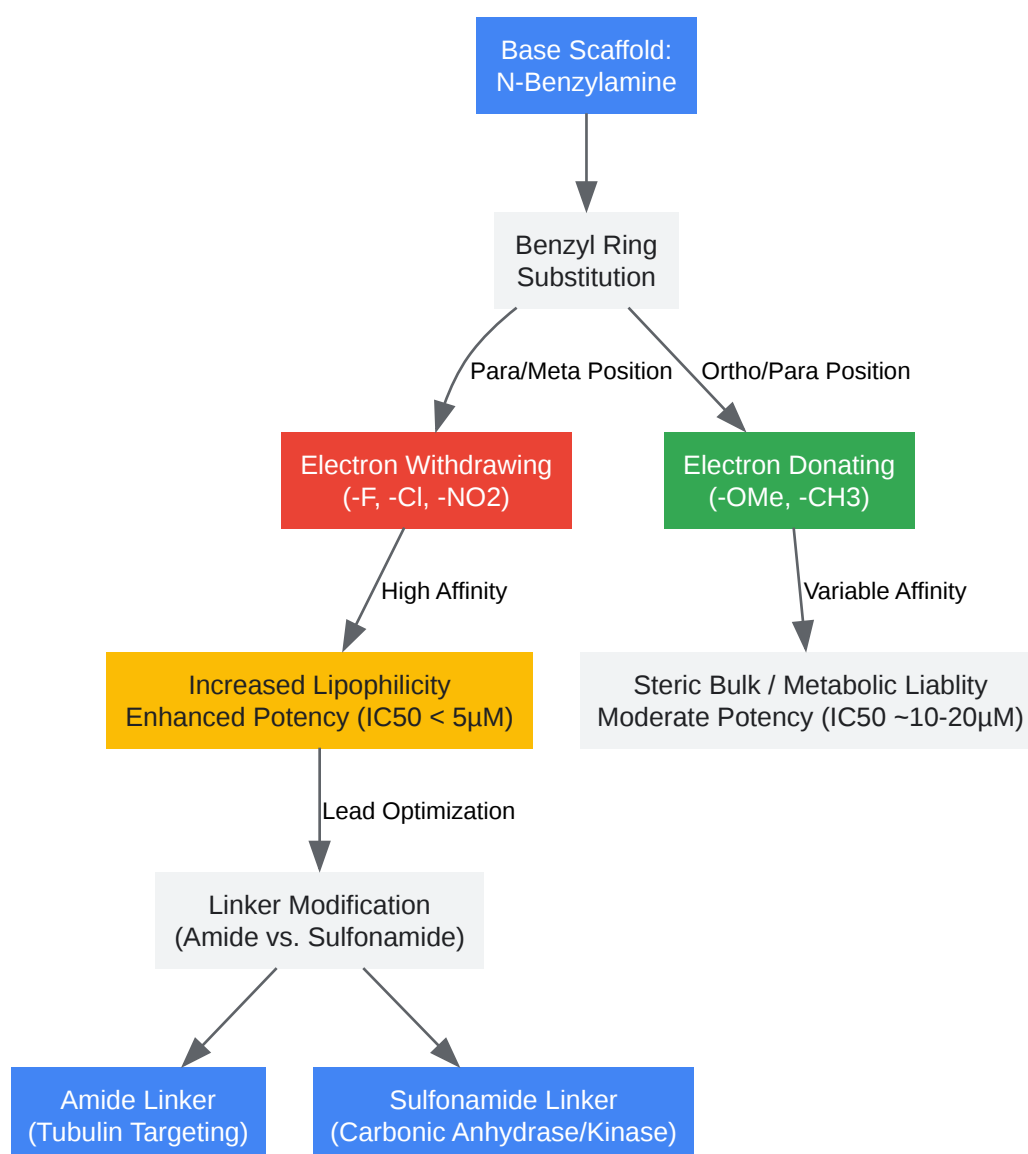 Base Scaffold:
N-Benzylamine
Benzyl Ring
Substitution
Para/Meta Position
Ortho/Para Position
Electron Withdrawing
(-F, -Cl, -NO2)
Electron Donating
(-OMe, -CH3)
High Affinity
Variable Affinity
Increased Lipophilicity
Enhanced Potency (IC50 < 5µM)
Steric Bulk / Metabolic Liablity
Moderate Potency (IC50 ~10-20µM)
Lead Optimization
Linker Modification
(Amide vs. Sulfonamide)
Amide Linker
(Tubulin Targeting)
Sulfonamide Linker
(Carbonic Anhydrase/Kinase)